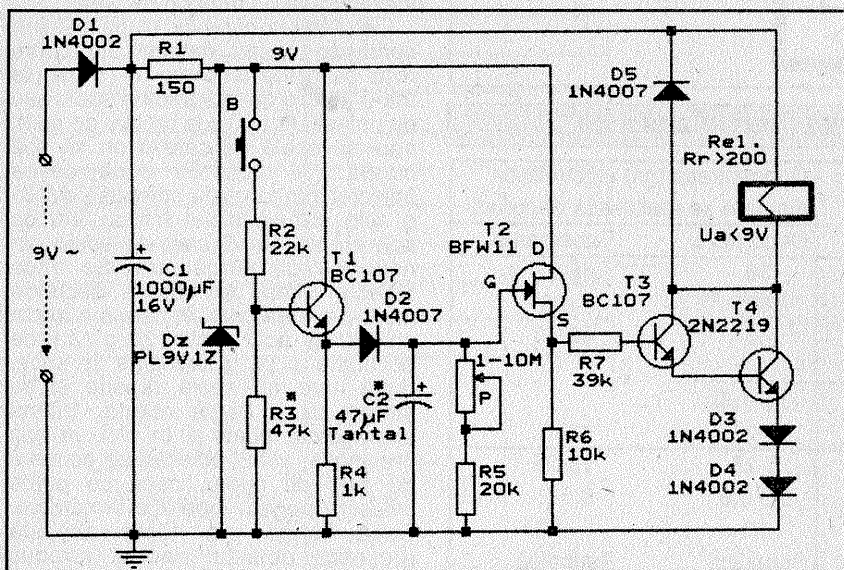 D1
1N4002
R1
150
9V
B
D5
1N4007
Rel.
Rr>200
Ua<9V
9V~
+
C1
1000µF
16V
Dz
PL9V1Z
R2
22k
T1
BC107
D2
1N4007
T2
BFW11
D
G
S
T3
BC107
T4
2N2219
R3
*
47k
*
+
C2
47µF
Tantal
1-10M
P
R7
39k
R4
1k
R5
20k
R6
10k
D3
1N4002
D4
1N4002